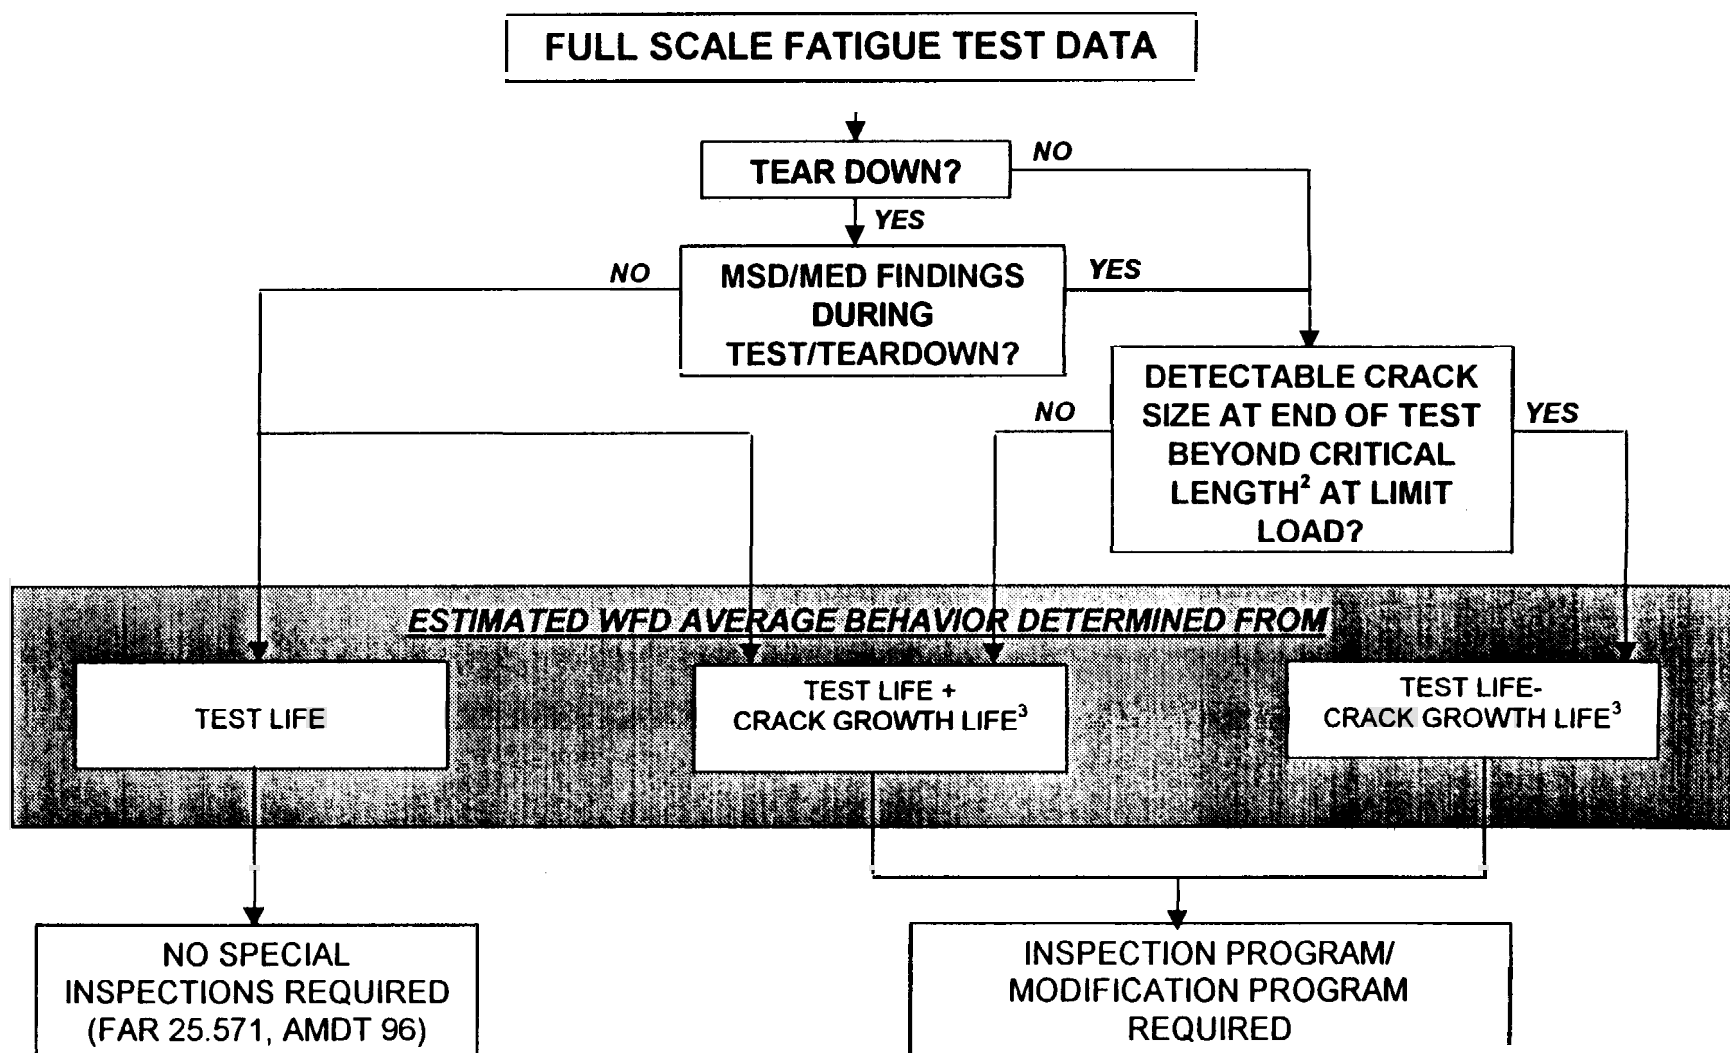 FULL SCALE FATIGUE TEST DATA
TEAR DOWN?
NO
YES
NO
MSD/MED FINDINGS
DURING
TEST/TEARDOWN?
YES
NO
DETECTABLE CRACK
SIZE AT END OF TEST
BEYOND CRITICAL
LENGTH² AT LIMIT
LOAD?
YES
ESTIMATED WFD AVERAGE BEHAVIOR DETERMINED FROM
TEST LIFE
TEST LIFE +
CRACK GROWTH LIFE³
TEST LIFE-
CRACK GROWTH LIFE³
NO SPECIAL
INSPECTIONS REQUIRED
(FAR 25.571, AMDT 96)
INSPECTION PROGRAM/
MODIFICATION PROGRAM
REQUIRED